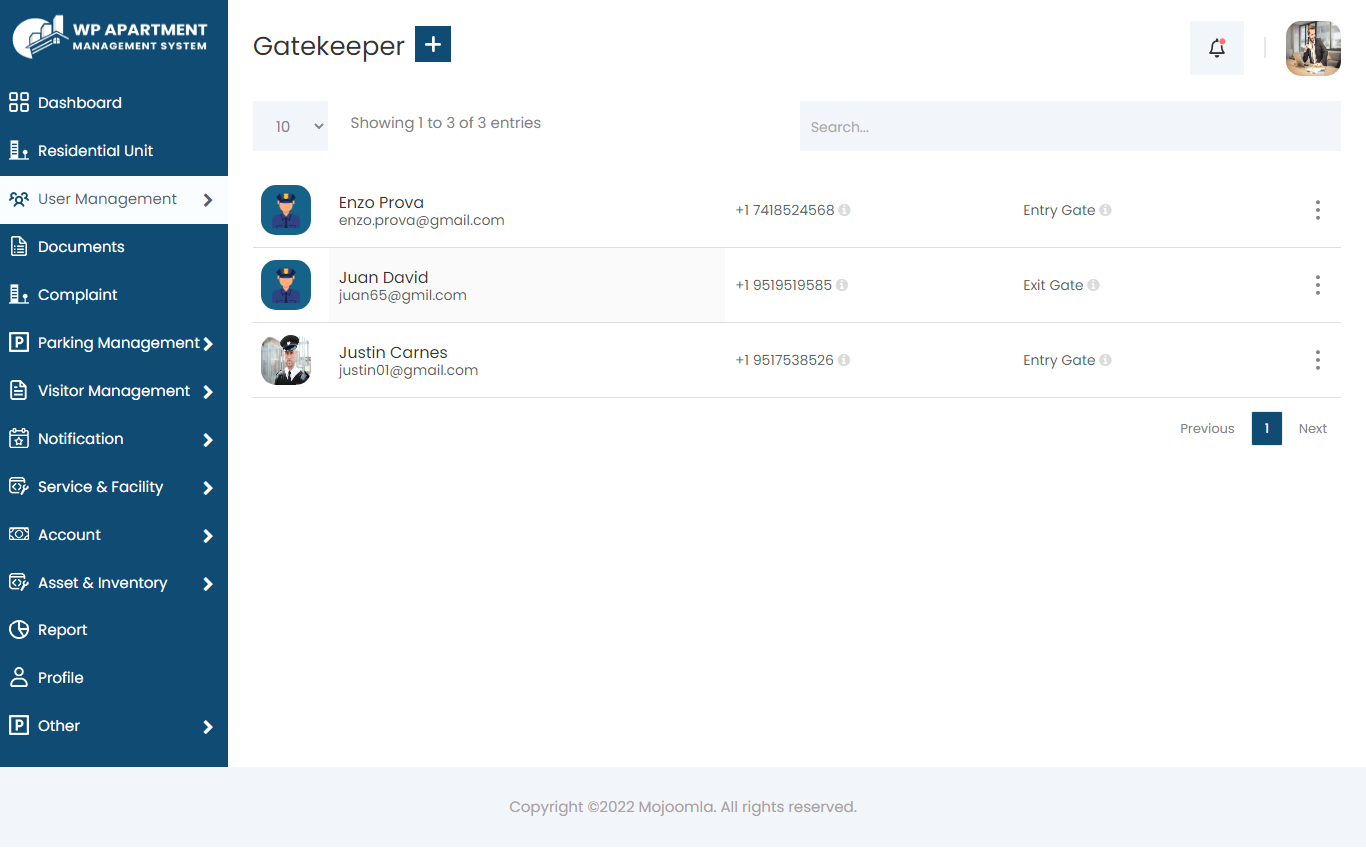 WP APARTMENT
MANAGEMENT SYSTEM
Dashboard
Residential Unit
User Management
Documents
Complaint
Parking Management
Visitor Management
Notification
Service & Facility
Account
Asset & Inventory
Report
Profile
Other
Gatekeeper
10
Showing 1 to 3 of 3 entries
Search...
Enzo Prova
enzo.prova@gmail.com
+1 7418524568
Entry Gate
Juan David
juan65@gmil.com
+1 9519519585
Exit Gate
Justin Carnes
justin01@gmail.com
+1 9517538526
Entry Gate
Previous
1
Next
Copyright ©2022 Mojoomla. All rights reserved.